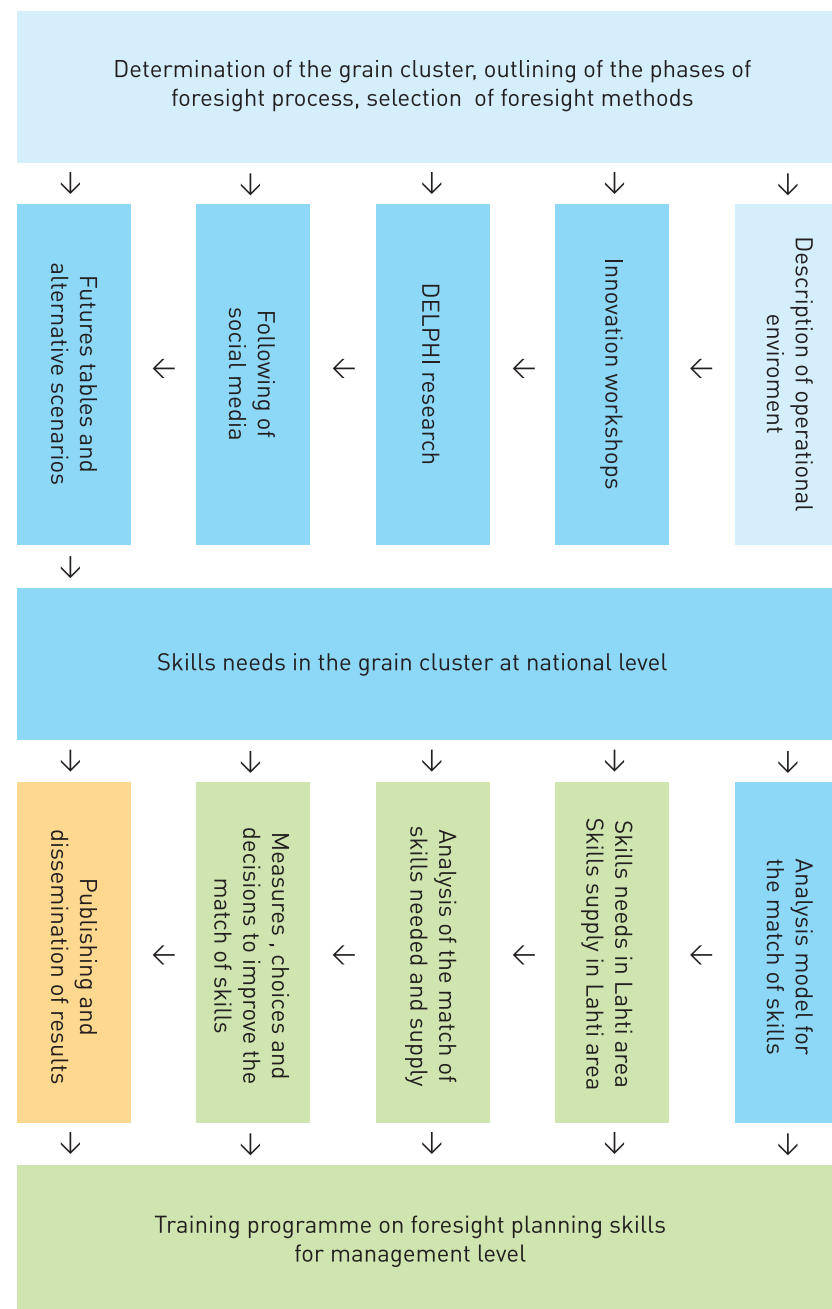 Determination of the grain cluster, outlining of the phases of
foresight process, selection of foresight methods
Futures tables and
alternative scenarios
Following of
social media
DELPHI research
Innovation workshops
Description of operational
enviroment
Skills needs in the grain cluster at national level
Publishing and
dissemination of results
Measures , choices and
decisions to improve the
match of skills
Analysis of the match of
skills needed and supply
Skills needs in Lahti area
Skills supply in Lahti area
Analysis model for
the match of skills
Training programme on foresight planning skills
for management level